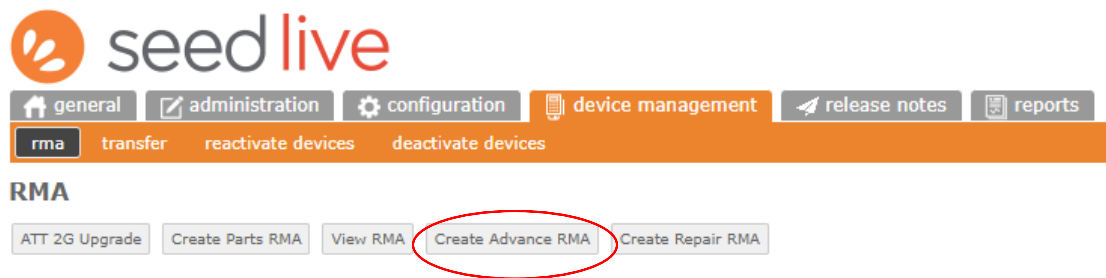 seed live
general administration configuration device management release notes reports
rma transfer reactivate devices deactivate devices
RMA
ATT 2G Upgrade Create Parts RMA View RMA Create Advance RMA Create Repair RMA